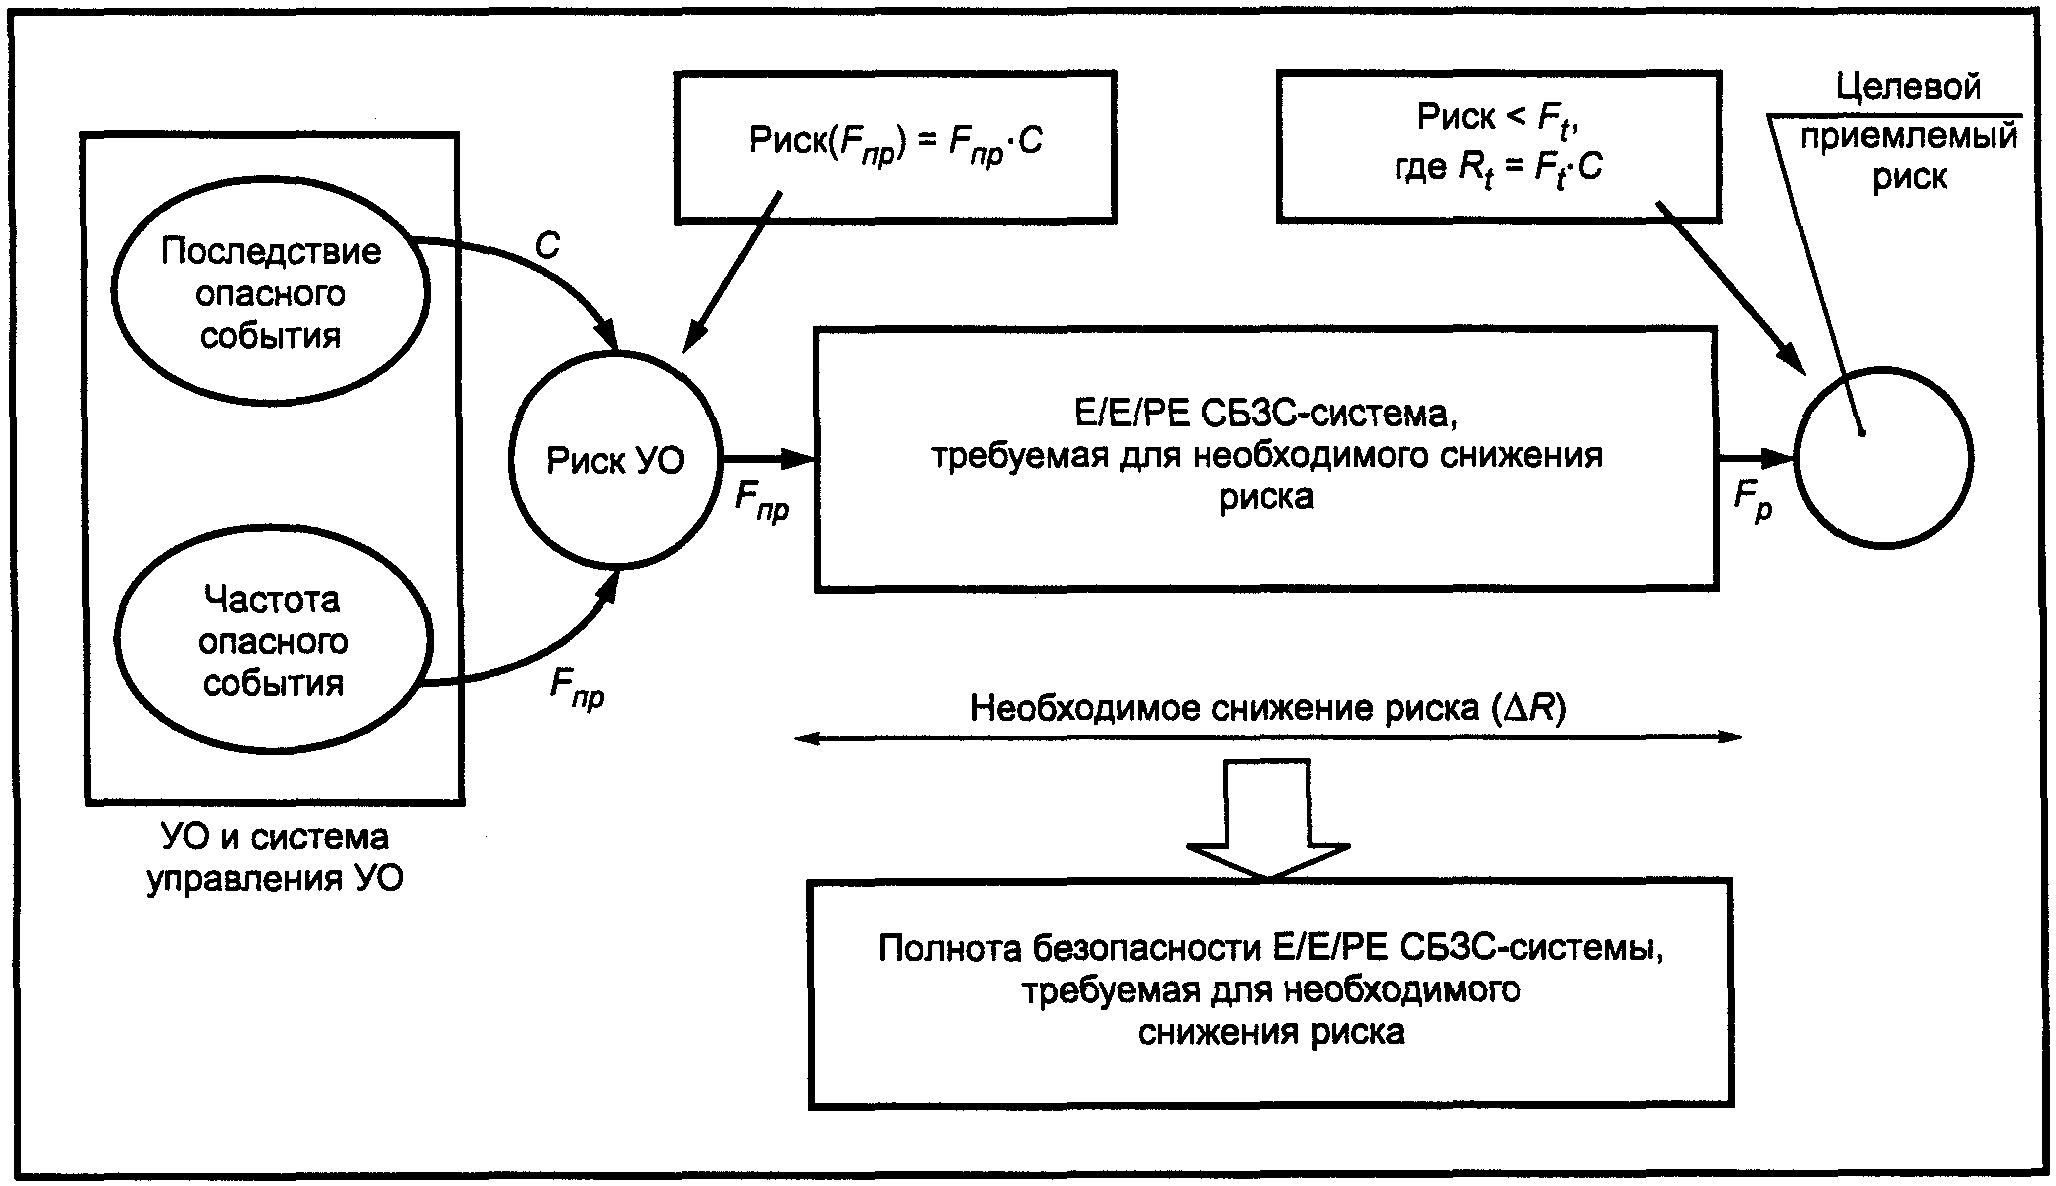 Риск(Fпр) = Fпр·C
Риск < Ft,
где Rt = Ft·C
Целевой
приемлемый
риск
Последствие
опасного
события
C
Риск УО
Fпр
E/E/PE СБЗС-система,
требуемая для необходимого снижения
риска
Fp
Частота
опасного
события
Fпр
Необходимое снижение риска (ΔR)
УО и система
управления УО
Полнота безопасности E/E/PE СБЗС-системы,
требуемая для необходимого
снижения риска